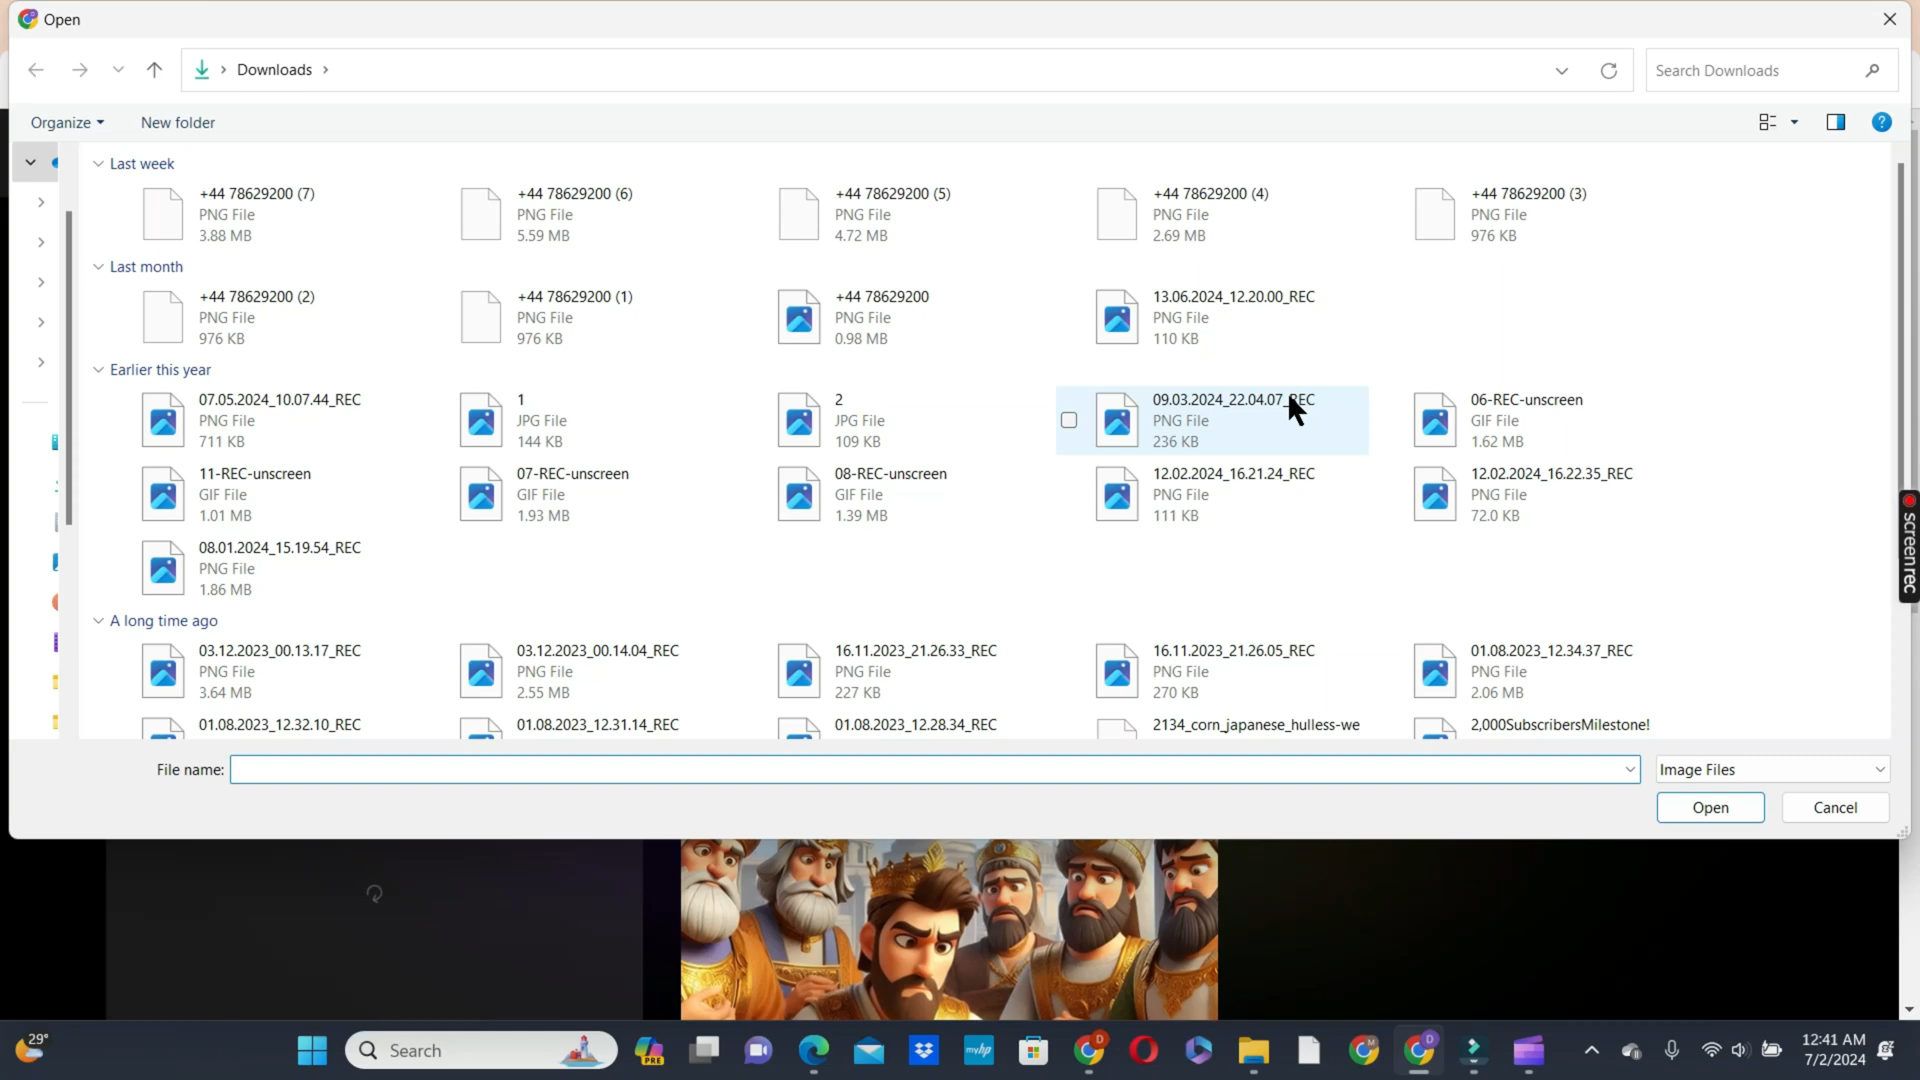 Open
Downloads
Search Downloads
Organize
New folder
Last week
+44 78629200 (7)
PNG File
3.88 MB
+44 78629200 (6)
PNG File
5.59 MB
+44 78629200 (5)
PNG File
4.72 MB
+44 78629200 (4)
PNG File
2.69 MB
+44 78629200 (3)
PNG File
976 KB
Last month
+44 78629200 (2)
PNG File
976 KB
+44 78629200 (1)
PNG File
976 KB
+44 78629200
PNG File
0.98 MB
13.06.2024_12.20.00_REC
PNG File
110 KB
Earlier this year
07.05.2024_10.07.44_REC
PNG File
711 KB
1
JPG File
144 KB
2
JPG File
109 KB
09.03.2024_22.04.07_REC
PNG File
236 KB
06-REC-unscreen
GIF File
1.62 MB
11-REC-unscreen
GIF File
1.01 MB
07-REC-unscreen
GIF File
1.93 MB
08-REC-unscreen
GIF File
1.39 MB
12.02.2024_16.21.24_REC
PNG File
111 KB
12.02.2024_16.22.35_REC
PNG File
72.0 KB
08.01.2024_15.19.54_REC
PNG File
1.86 MB
A long time ago
03.12.2023_00.13.17_REC
PNG File
3.64 MB
03.12.2023_00.14.04_REC
PNG File
2.55 MB
16.11.2023_21.26.33_REC
PNG File
227 KB
16.11.2023_21.26.05_REC
PNG File
270 KB
01.08.2023_12.34.37_REC
PNG File
2.06 MB
01.08.2023_12.32.10_REC
01.08.2023_12.31.14_REC
01.08.2023_12.28.34_REC
2134_corn_japanese_hulless-we
2,000SubscribersMilestone!
screenrec
File name:
Image Files
Open
Cancel
29°
Search
PRE
myhp
D
M
D
12:41 AM
7/2/2024